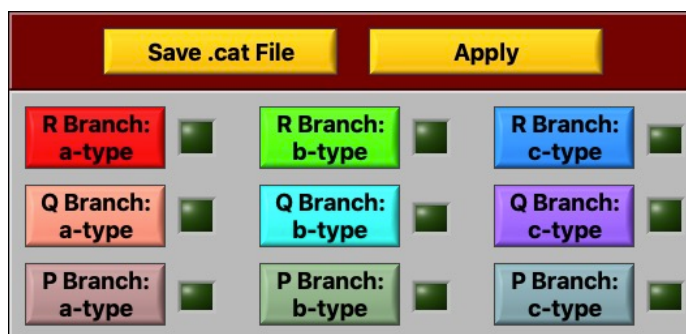 Save .cat File
Apply
R Branch:
a-type
R Branch:
b-type
R Branch:
c-type
Q Branch:
a-type
Q Branch:
b-type
Q Branch:
c-type
P Branch:
a-type
P Branch:
b-type
P Branch:
c-type